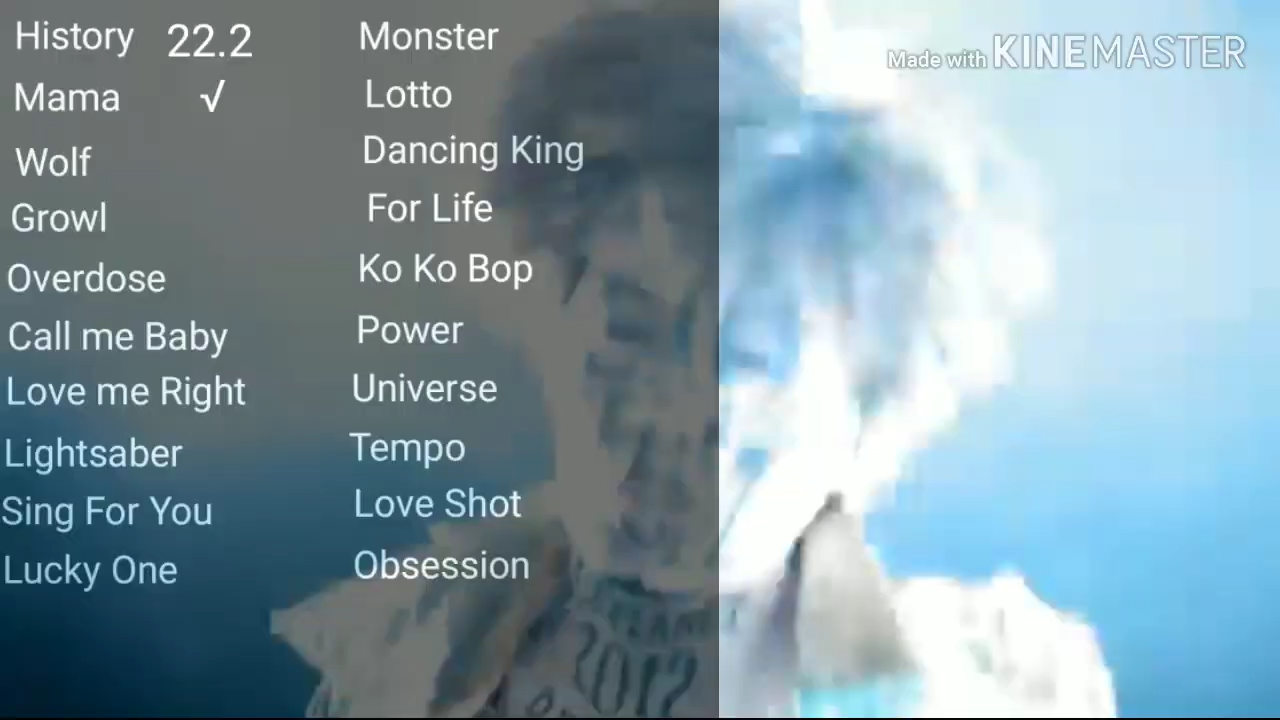 History 22.2
Mama √
Wolf
Growl
Overdose
Call me Baby
Love me Right
Lightsaber
Sing For You
Lucky One
Monster
Lotto
Dancing King
For Life
Ko Ko Bop
Power
Universe
Tempo
Love Shot
Obsession
Made with KINEMASTER
2012